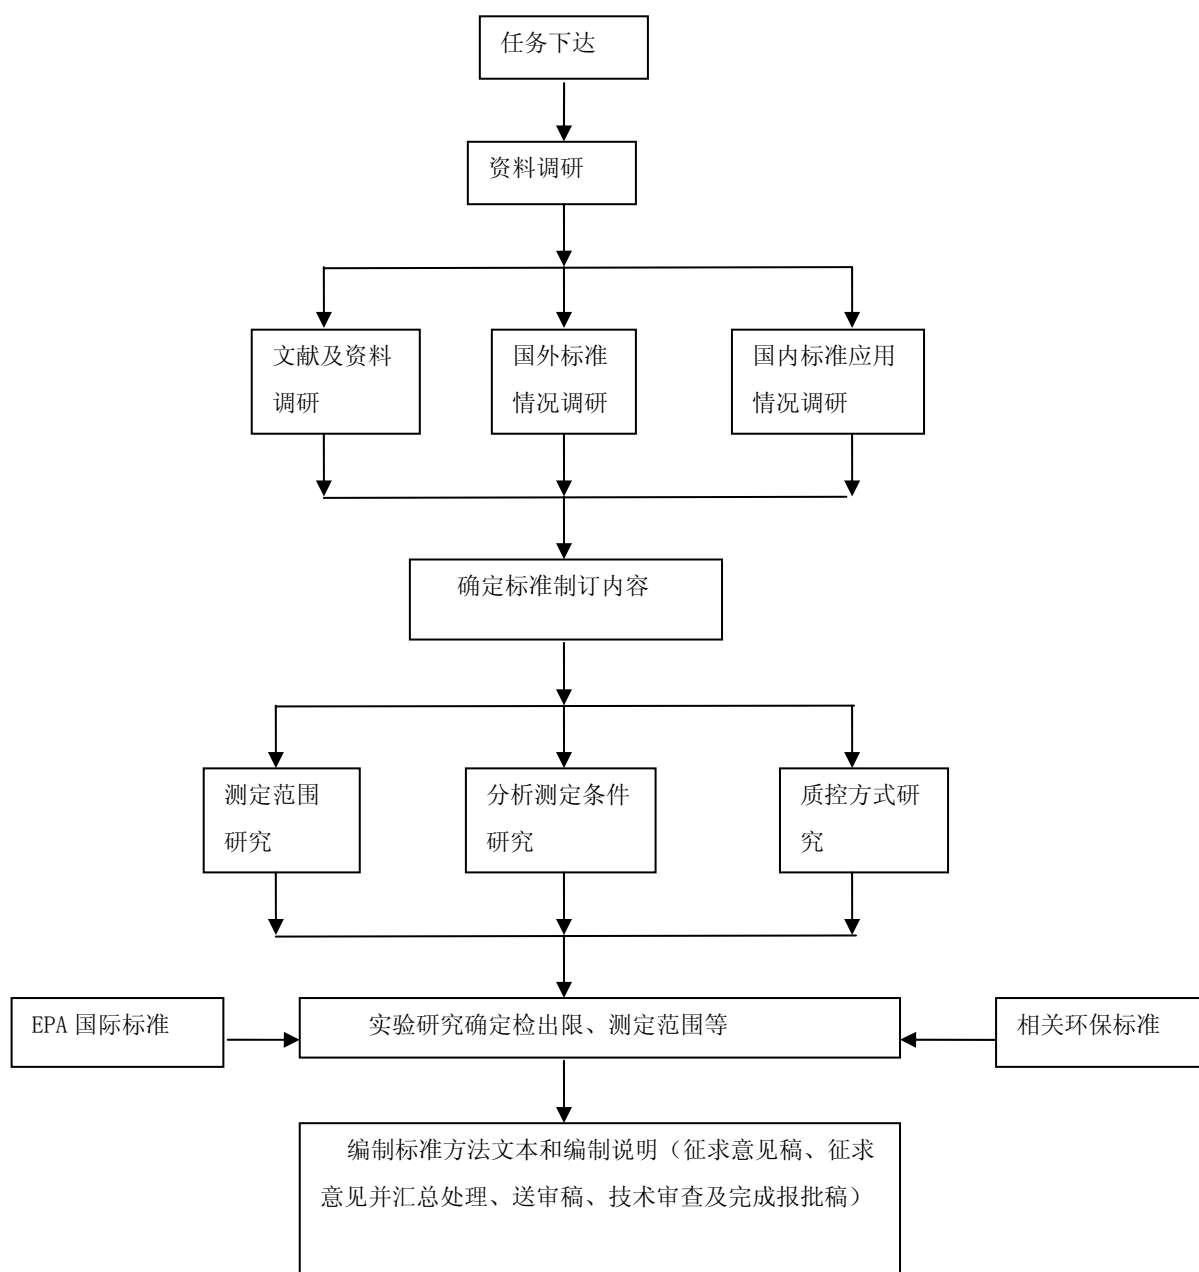 任务下达
资料调研
文献及资料
调研
国外标准
情况调研
国内标准应用
情况调研
确定标准制订内容
测定范围
研究
分析测定条件
研究
质控方式研
究
EPA 国际标准
实验研究确定检出限、测定范围等
相关环保标准
编制标准方法文本和编制说明（征求意见稿、征求
意见并汇总处理、送审稿、技术审查及完成报批稿）